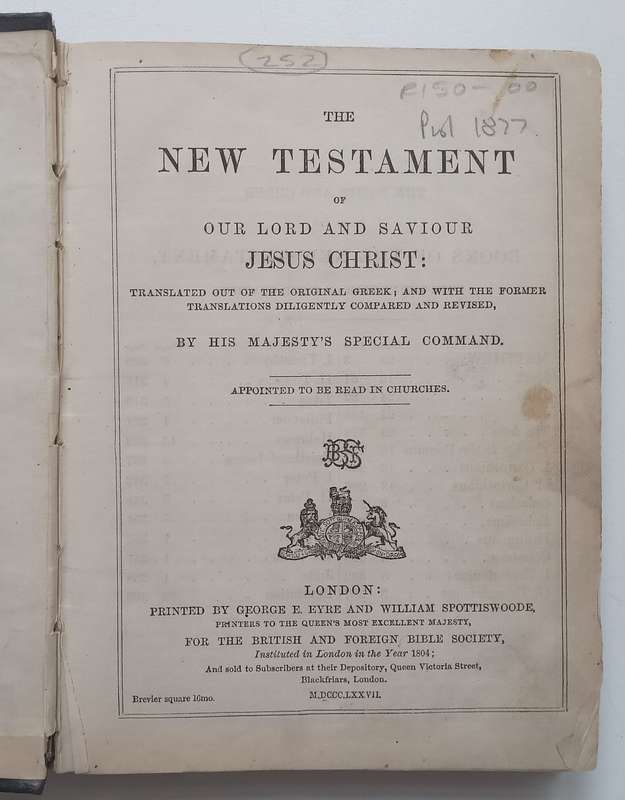 252
R150-00
Pub 1877
THE
NEW TESTAMENT
OF
OUR LORD AND SAVIOUR
JESUS CHRIST:
TRANSLATED OUT OF THE ORIGINAL GREEK; AND WITH THE FORMER
TRANSLATIONS DILIGENTLY COMPARED AND REVISED,
BY HIS MAJESTY'S SPECIAL COMMAND.
APPOINTED TO BE READ IN CHURCHES.
LONDON:
PRINTED BY GEORGE E. EYRE AND WILLIAM SPOTTISWOODE,
PRINTERS TO THE QUEEN'S MOST EXCELLENT MAJESTY,
FOR THE BRITISH AND FOREIGN BIBLE SOCIETY,
Instituted in London in the Year 1804;
And sold to Subscribers at their Depository, Queen Victoria Street,
Blackfriars, London.
Brevier square 16mo. M.DCCC.LXXVII.